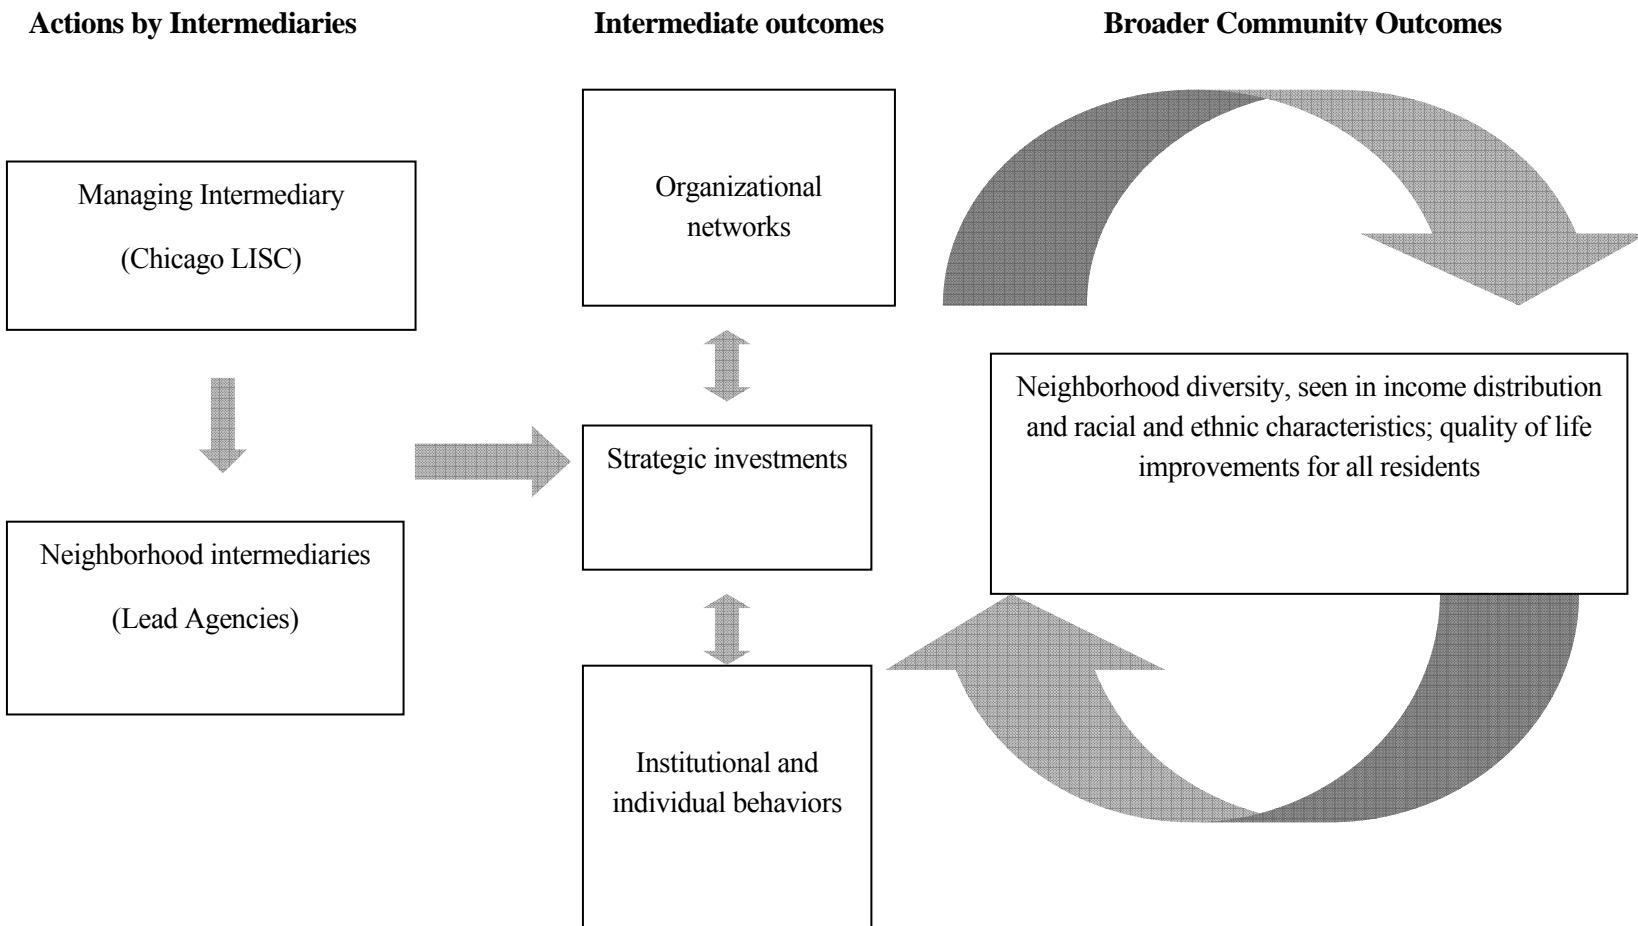 Actions by Intermediaries
Intermediate outcomes
Broader Community Outcomes
Managing Intermediary
(Chicago LISC)
Neighborhood intermediaries
(Lead Agencies)
Organizational
networks
Strategic investments
Institutional and
individual behaviors
Neighborhood diversity, seen in income distribution
and racial and ethnic characteristics; quality of life
improvements for all residents